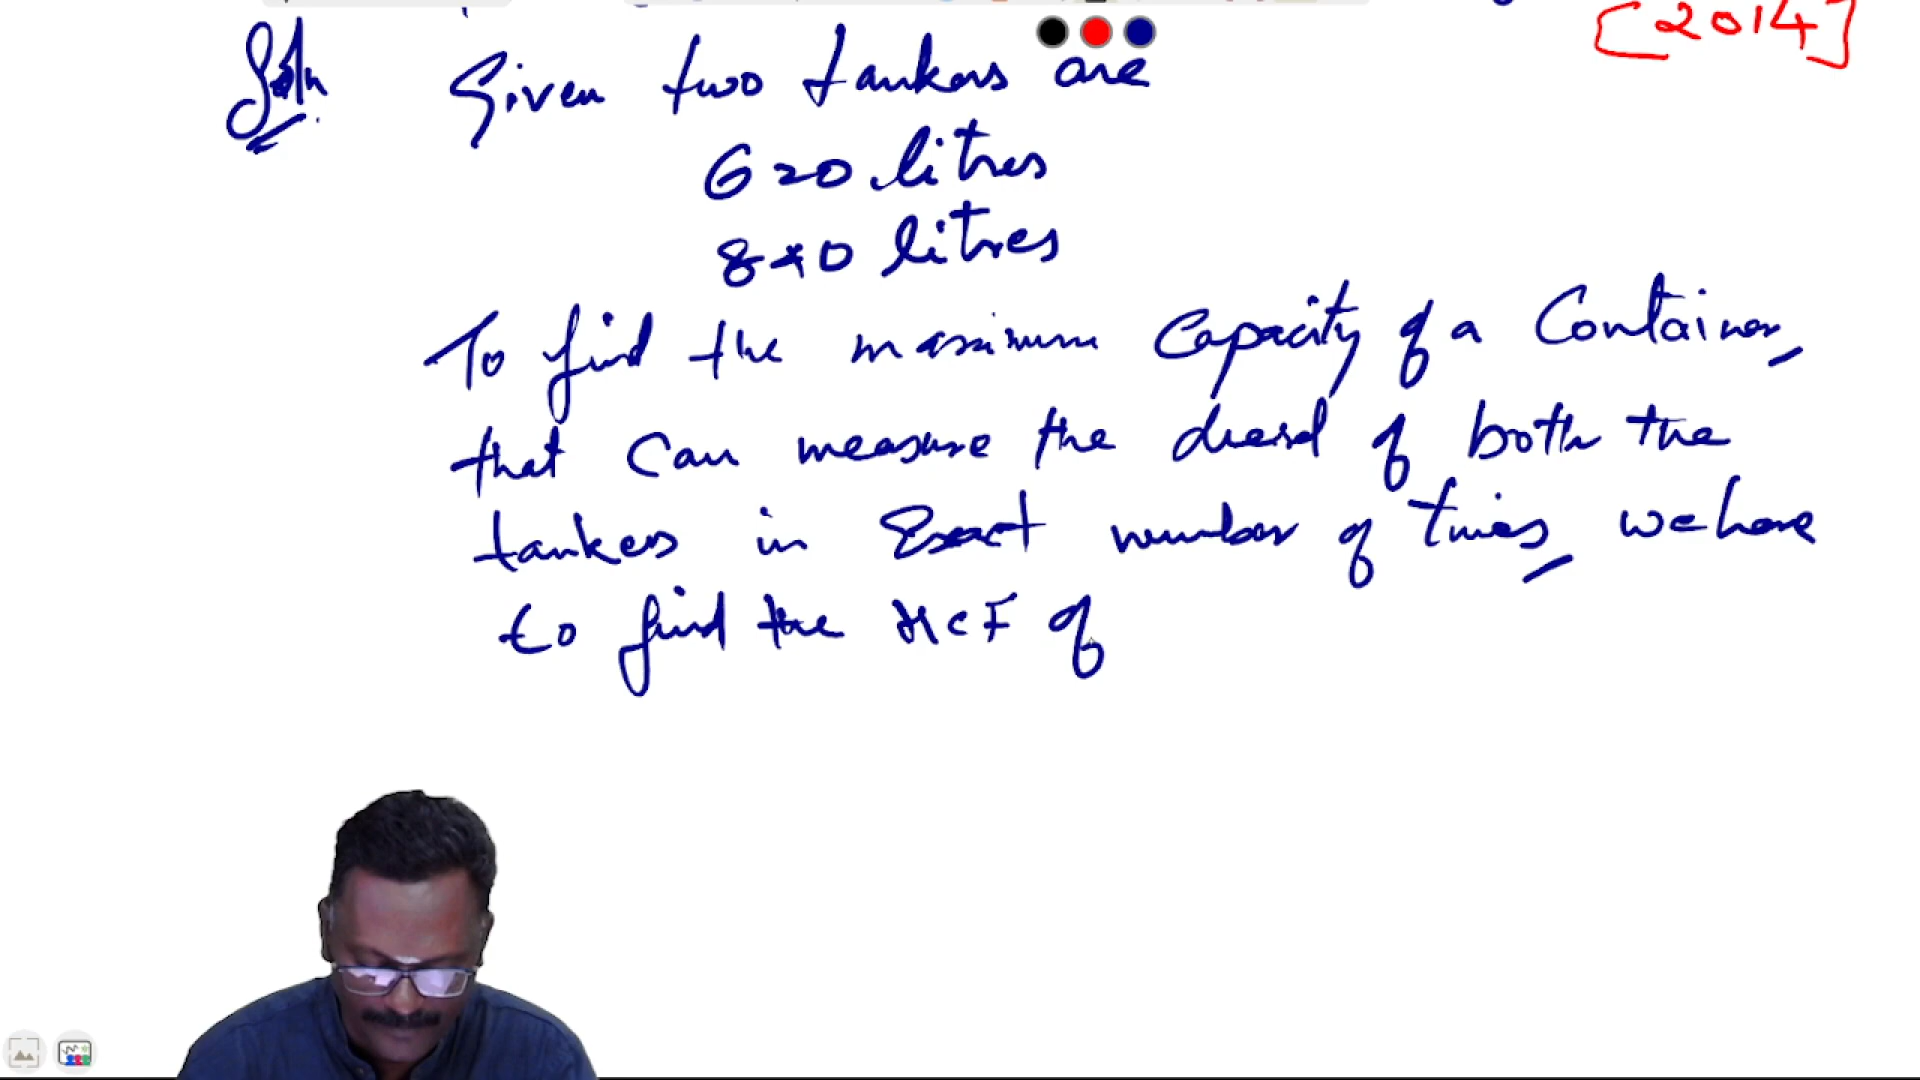 [2014]
Soln. Given two tankers are
620 litres
840 litres
To find the maximum Capacity of a Container,
that can measure the diesel of both the
tankers in Exact number of times, we have
to find the HCF of